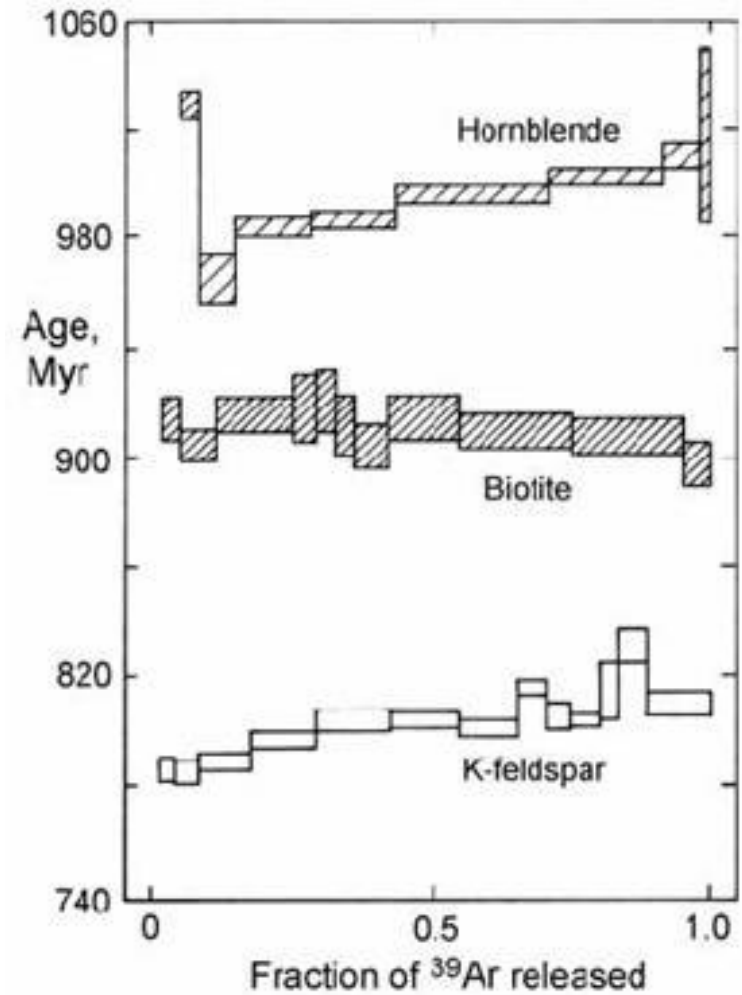 1060
Hornblende
980
Age,
Myr
900
Biotite
820
K-feldspar
740
0
0.5
1.0
Fraction of ³⁹Ar released